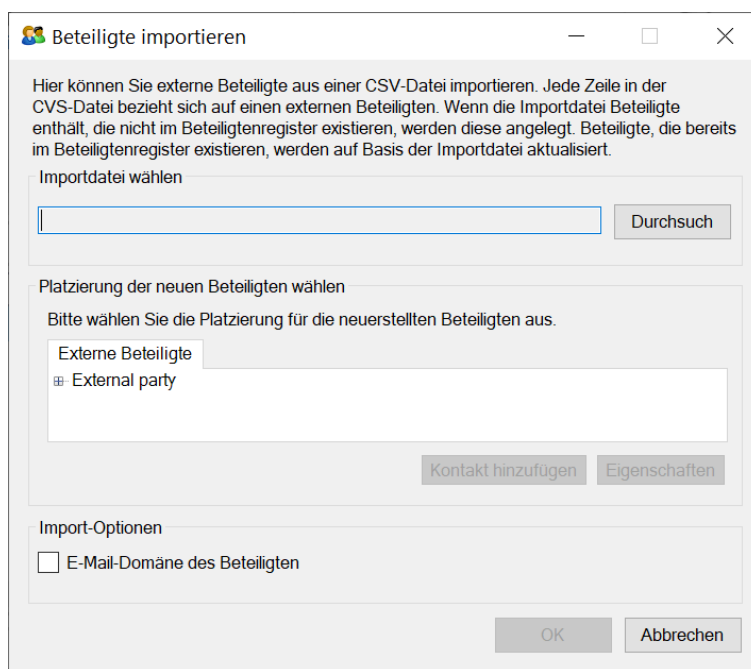 Beteiligte importieren
Hier können Sie externe Beteiligte aus einer CSV-Datei importieren. Jede Zeile in der
CVS-Datei bezieht sich auf einen externen Beteiligten. Wenn die Importdatei Beteiligte
enthält, die nicht im Beteiligtenregister existieren, werden diese angelegt. Beteiligte, die bereits
im Beteiligtenregister existieren, werden auf Basis der Importdatei aktualisiert.
Importdatei wählen
Durchsuch
Platzierung der neuen Beteiligten wählen
Bitte wählen Sie die Platzierung für die neuerstellten Beteiligten aus.
Externe Beteiligte
External party
Kontakt hinzufügen Eigenschaften
Import-Optionen
E-Mail-Domäne des Beteiligten
OK Abbrechen